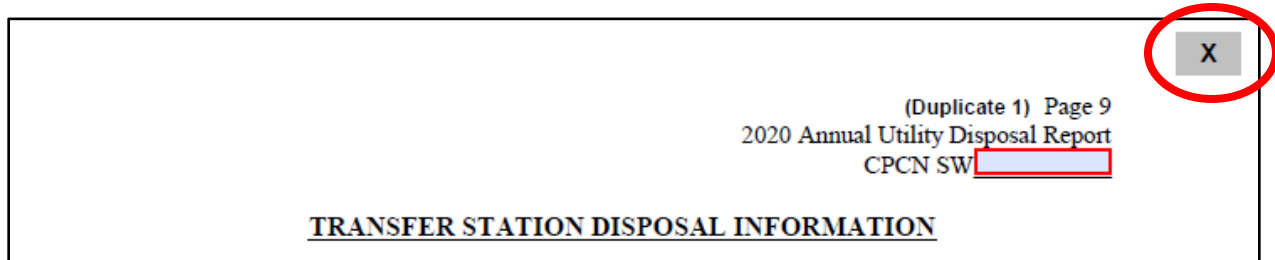 X
(Duplicate 1) Page 9
2020 Annual Utility Disposal Report
CPCN SW
TRANSFER STATION DISPOSAL INFORMATION